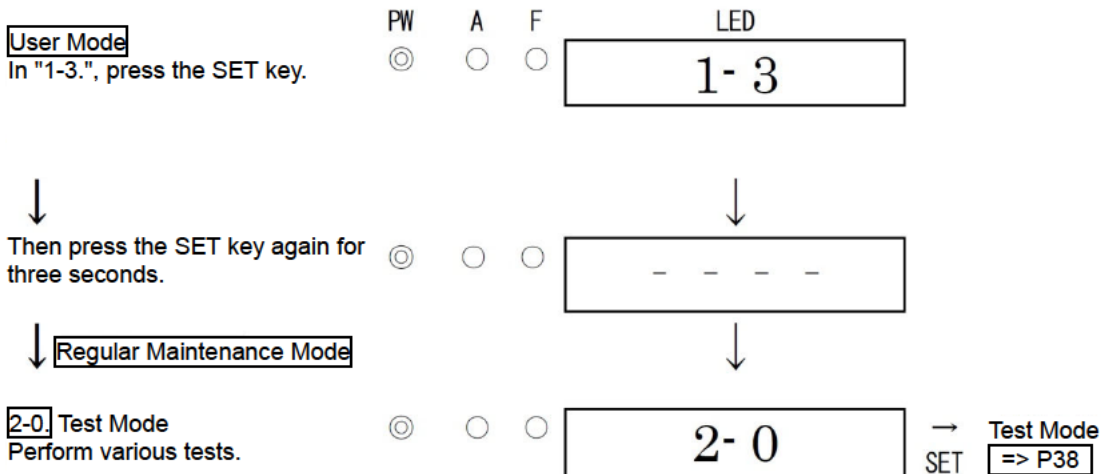 PW A F LED
User Mode
In "1-3.", press the SET key.
1- 3
Then press the SET key again for
three seconds.
- - - -
Regular Maintenance Mode
2-0. Test Mode
Perform various tests.
2- 0
→ Test Mode
SET => P38